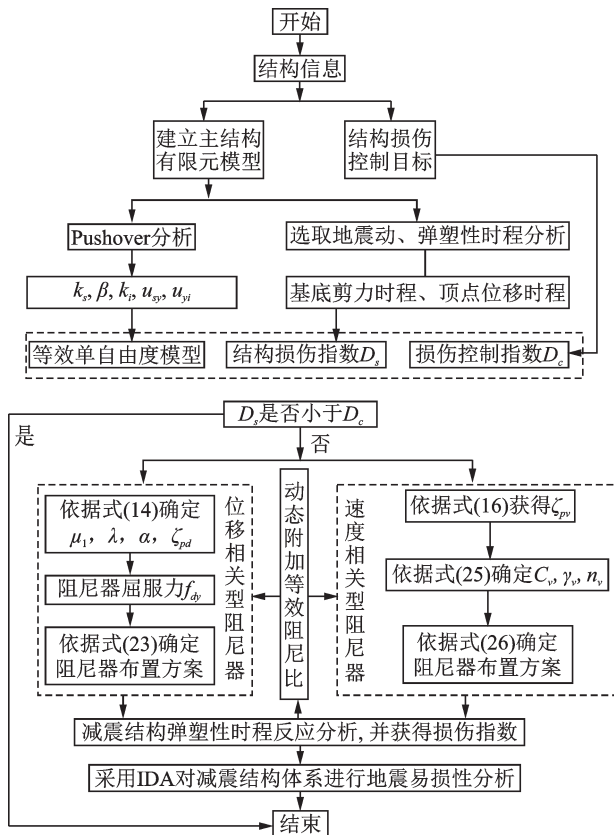 开始
结构信息
建立主结构
有限元模型
结构损伤
控制目标
Pushover分析
选取地震动、弹塑性时程分析
k_s, β, k_i, u_sy, u_yi
基底剪力时程、顶点位移时程
等效单自由度模型
结构损伤指数D_s
损伤控制指数D_c
D_s是否小于D_c
是
否
依据式(14)确定
μ_1, λ, α, ζ_pd
阻尼器屈服力f_dy
依据式(23)确定
阻尼器布置方案
位移相关型阻尼器
动态附加等效阻尼比
速度相关型阻尼器
依据式(16)获得ζ_pv
依据式(25)确定C_v, γ_v, n_v
依据式(26)确定
阻尼器布置方案
减震结构弹塑性时程反应分析, 并获得损伤指数
采用IDA对减震结构体系进行地震易损性分析
结束